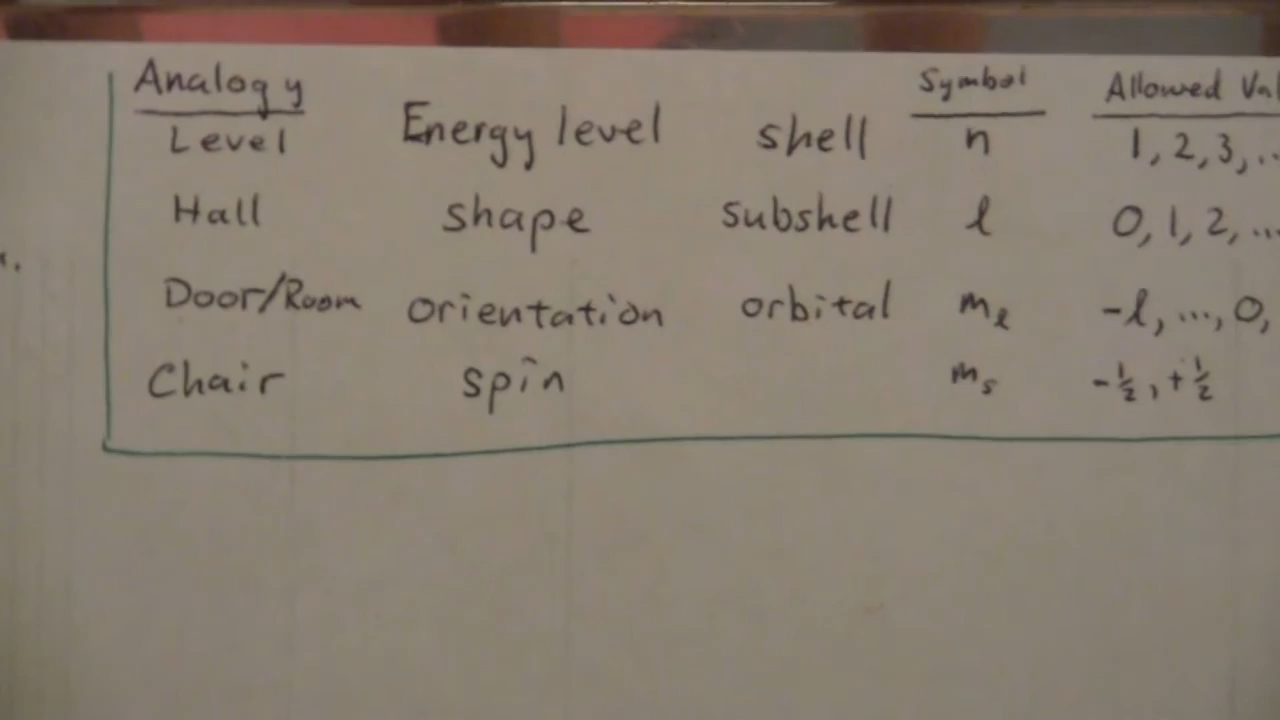 Analogy Symbol Allowed Val
Level Energy level shell n 1, 2, 3, ..
Hall shape subshell l 0, 1, 2, ...
Door/Room orientation orbital mₗ -l, ..., 0,
Chair spin mₛ -½, +½